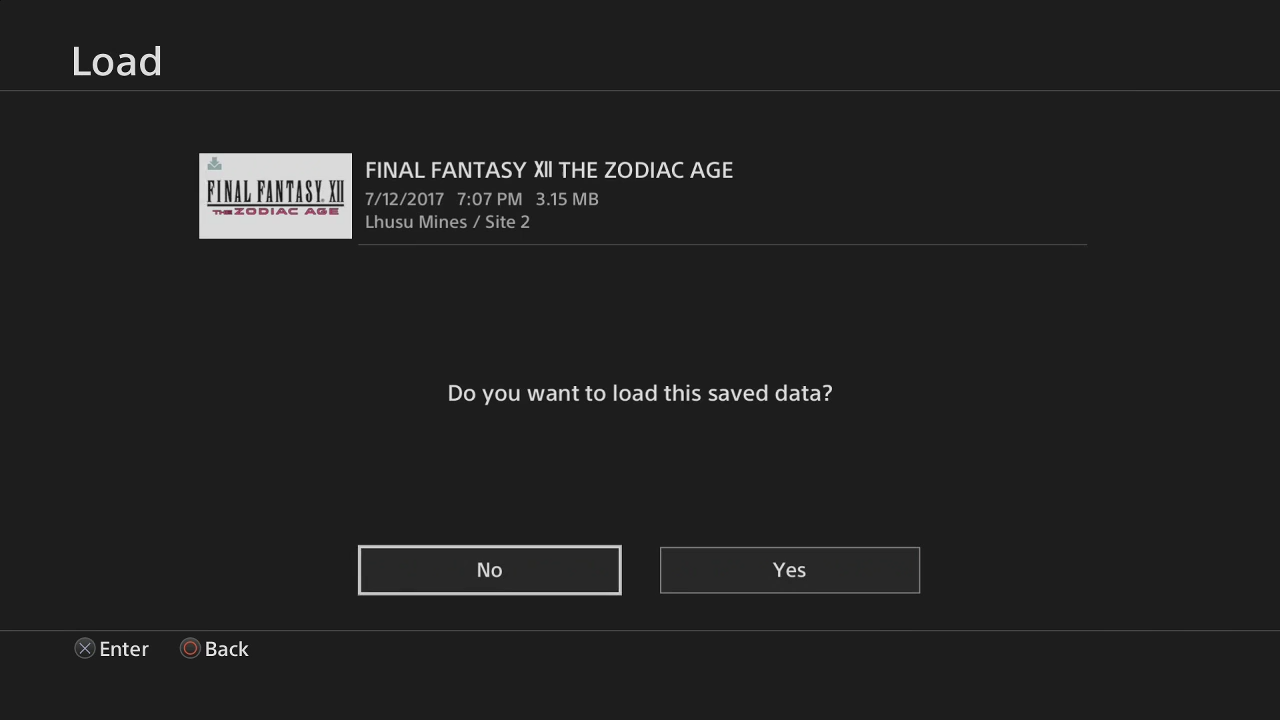 Load
FINAL FANTASY XII
THE ZODIAC AGE
FINAL FANTASY Ⅻ THE ZODIAC AGE
7/12/2017 7:07 PM 3.15 MB
Lhusu Mines / Site 2
Do you want to load this saved data?
No
Yes
Enter
Back